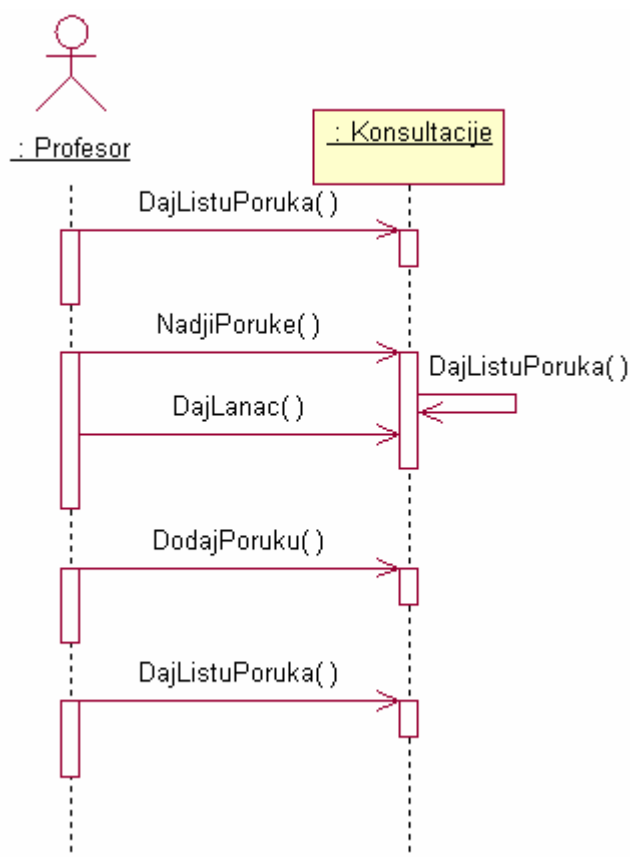 : Profesor
: Konsultacije
DajListuPoruka( )
NadjiPoruke( )
DajListuPoruka( )
DajLanac( )
DodajPoruku( )
DajListuPoruka( )